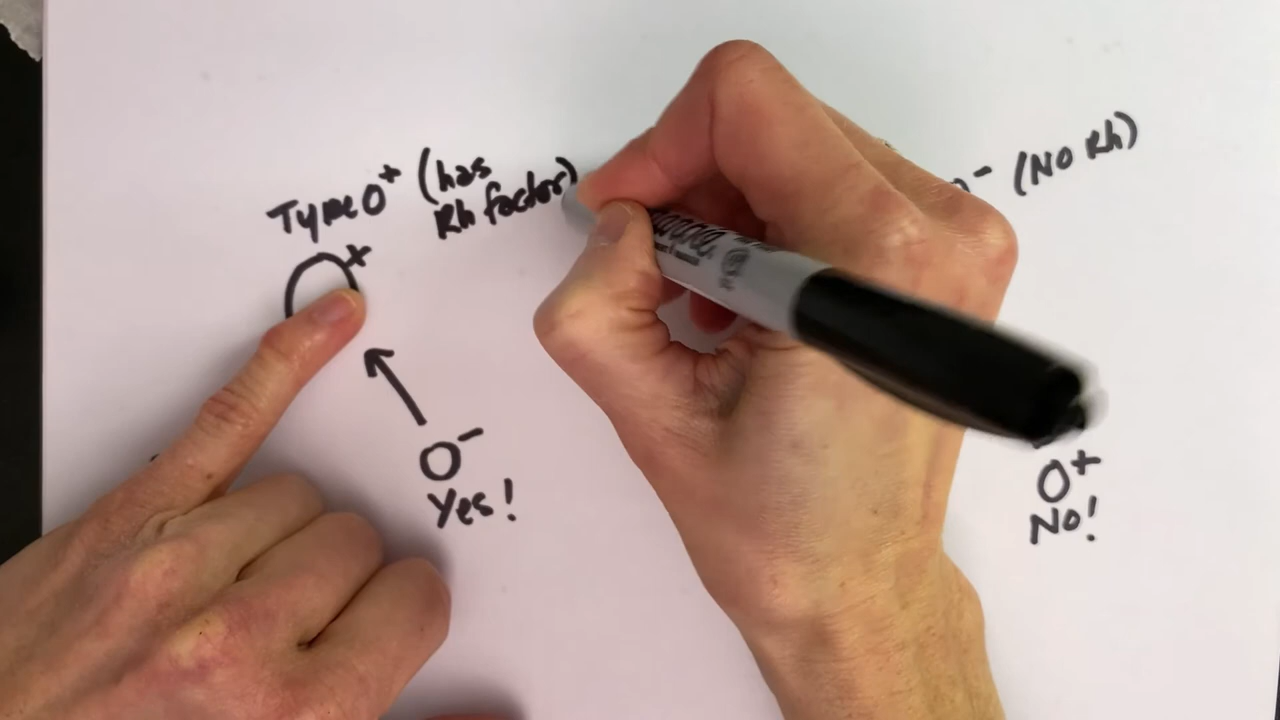 Type O⁺ (has
Rh factor)
O⁻ (No Rh)
+
O⁻
Yes!
O⁺
No!